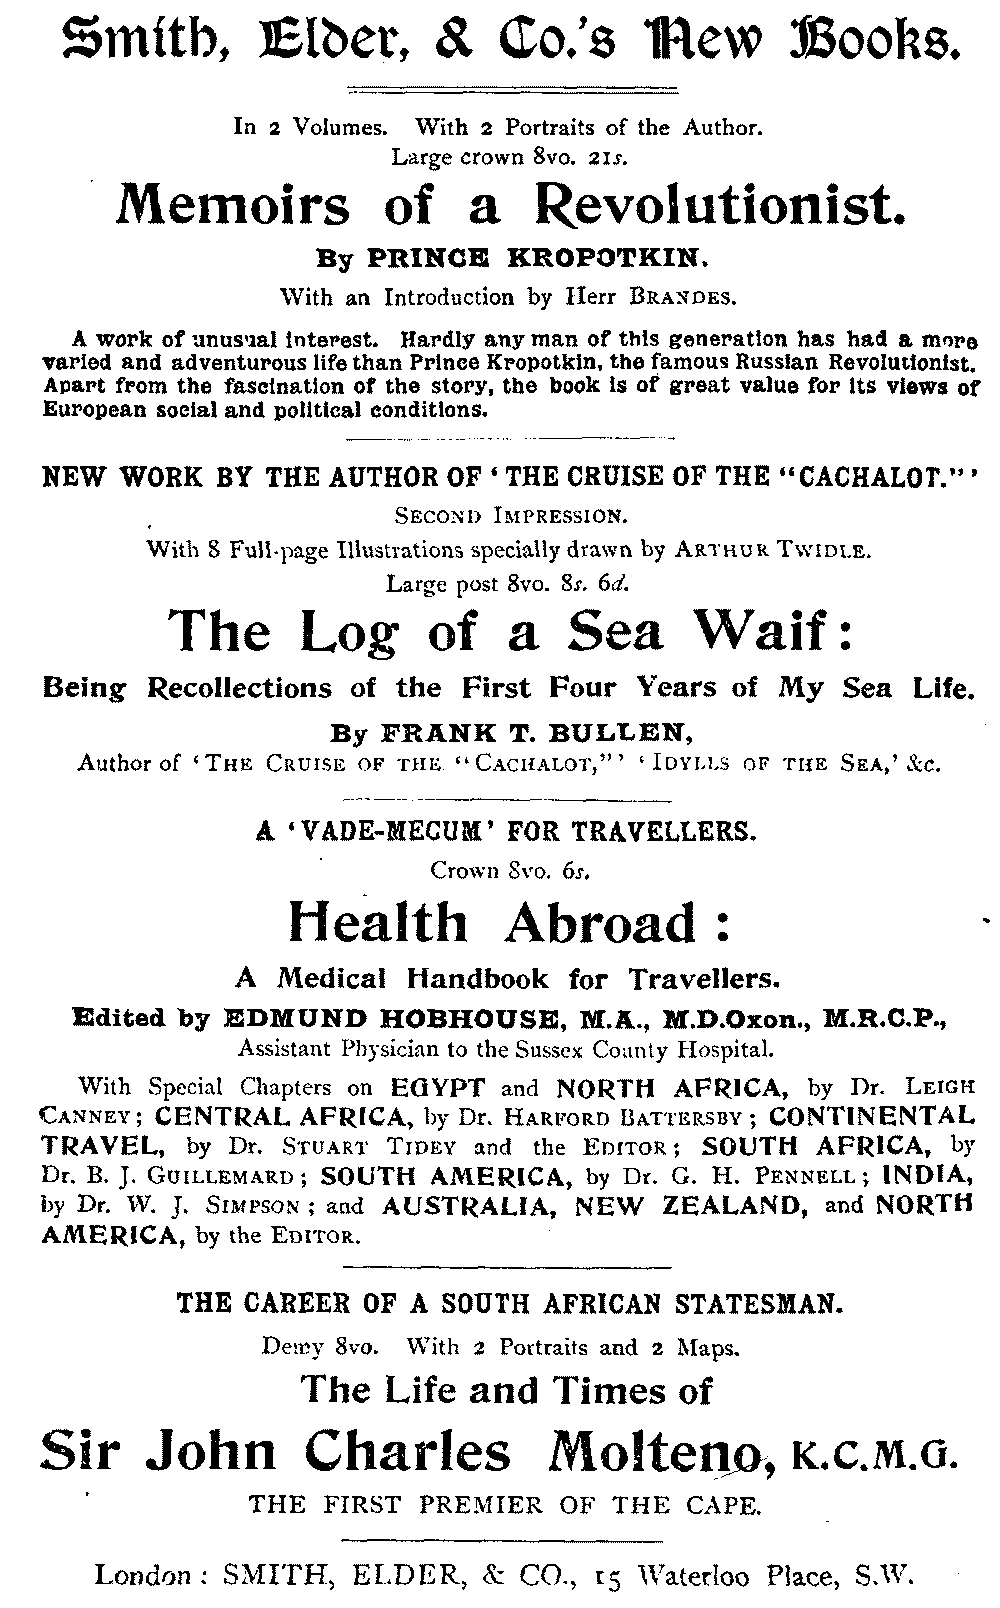 Smith, Elder, & Co.'s New Books.
In 2 Volumes. With 2 Portraits of the Author.
Large crown 8vo. 21s.
Memoirs of a Revolutionist.
By PRINCE KROPOTKIN.
With an Introduction by Herr BRANDES.
A work of unusual interest. Hardly any man of this generation has had a more
varied and adventurous life than Prince Kropotkin, the famous Russian Revolutionist.
Apart from the fascination of the story, the book is of great value for its views of
European social and political conditions.
NEW WORK BY THE AUTHOR OF ‘THE CRUISE OF THE “CACHALOT.”’
SECOND IMPRESSION.
With 8 Full-page Illustrations specially drawn by ARTHUR TWIDLE.
Large post 8vo. 8s. 6d.
The Log of a Sea Waif:
Being Recollections of the First Four Years of My Sea Life.
By FRANK T. BULLEN,
Author of ‘THE CRUISE OF THE “CACHALOT,”’ ‘IDYLLS OF THE SEA,’ &c.
A ‘VADE-MECUM’ FOR TRAVELLERS.
Crown 8vo. 6s.
Health Abroad:
A Medical Handbook for Travellers.
Edited by EDMUND HOBHOUSE, M.A., M.D.Oxon., M.R.C.P.,
Assistant Physician to the Sussex County Hospital.
With Special Chapters on EGYPT and NORTH AFRICA, by Dr. LEIGH
CANNEY; CENTRAL AFRICA, by Dr. HARFORD BATTERSBY; CONTINENTAL
TRAVEL, by Dr. STUART TIDEY and the EDITOR; SOUTH AFRICA, by
Dr. B. J. GUILLEMARD; SOUTH AMERICA, by Dr. G. H. PENNELL; INDIA,
by Dr. W. J. SIMPSON; and AUSTRALIA, NEW ZEALAND, and NORTH
AMERICA, by the EDITOR.
THE CAREER OF A SOUTH AFRICAN STATESMAN.
Demy 8vo. With 2 Portraits and 2 Maps.
The Life and Times of
Sir John Charles Molteno, K.C.M.G.
THE FIRST PREMIER OF THE CAPE.
London: SMITH, ELDER, & CO., 15 Waterloo Place, S.W.